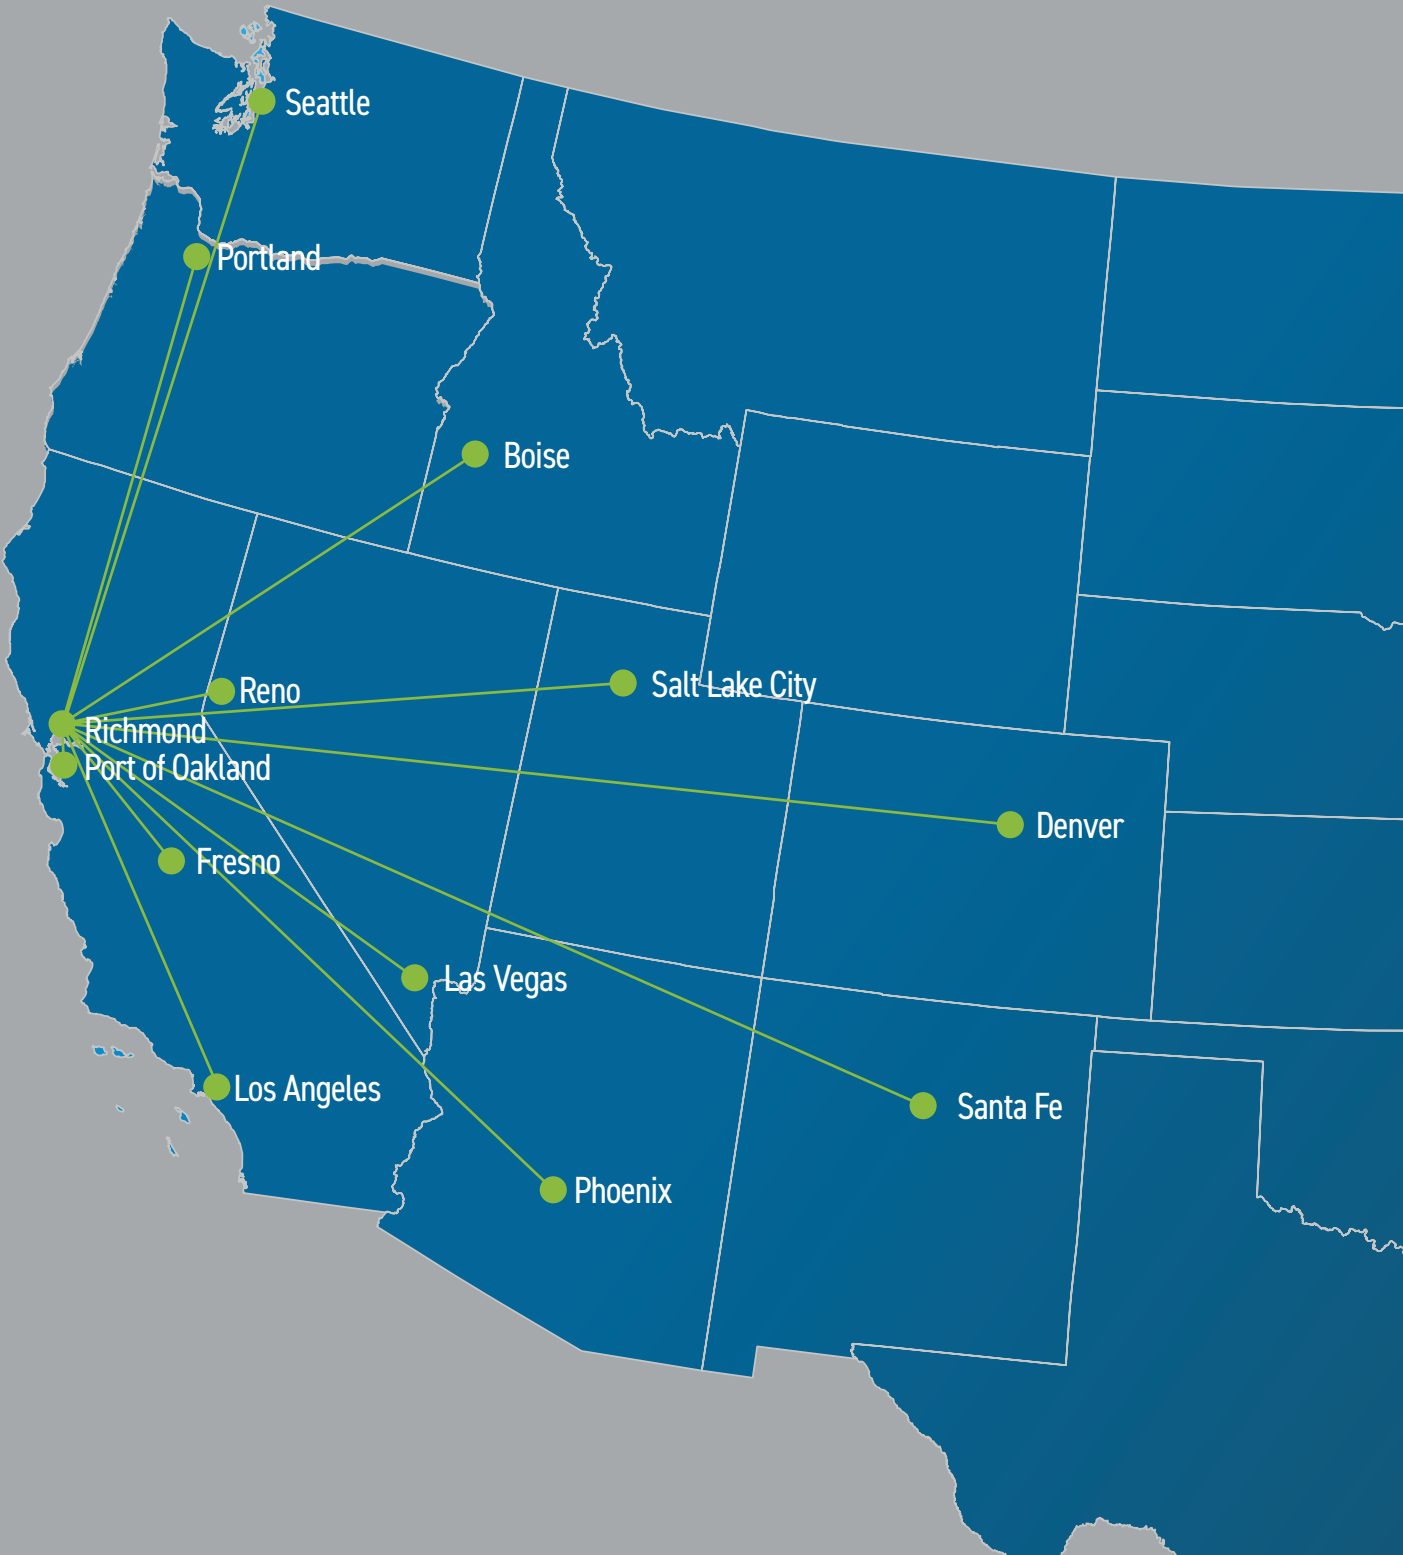 Seattle
Portland
Boise
Salt Lake City
Reno
Richmond
Port of Oakland
Denver
Fresno
Las Vegas
Los Angeles
Santa Fe
Phoenix